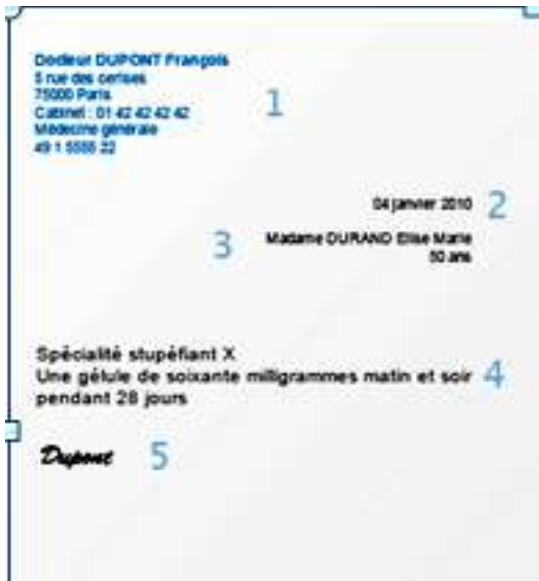 Docteur DUPONT François
5 rue des cerises
75000 Paris
Cabinet : 01 42 42 42 42
Médecine générale
49 1 5555 22
1
04 janvier 2010
2
3
Madame DURAND Elise Marie
50 ans
Spécialité stupéfiant X
Une gélule de soixante milligrammes matin et soir
pendant 28 jours
4
Dupont
5